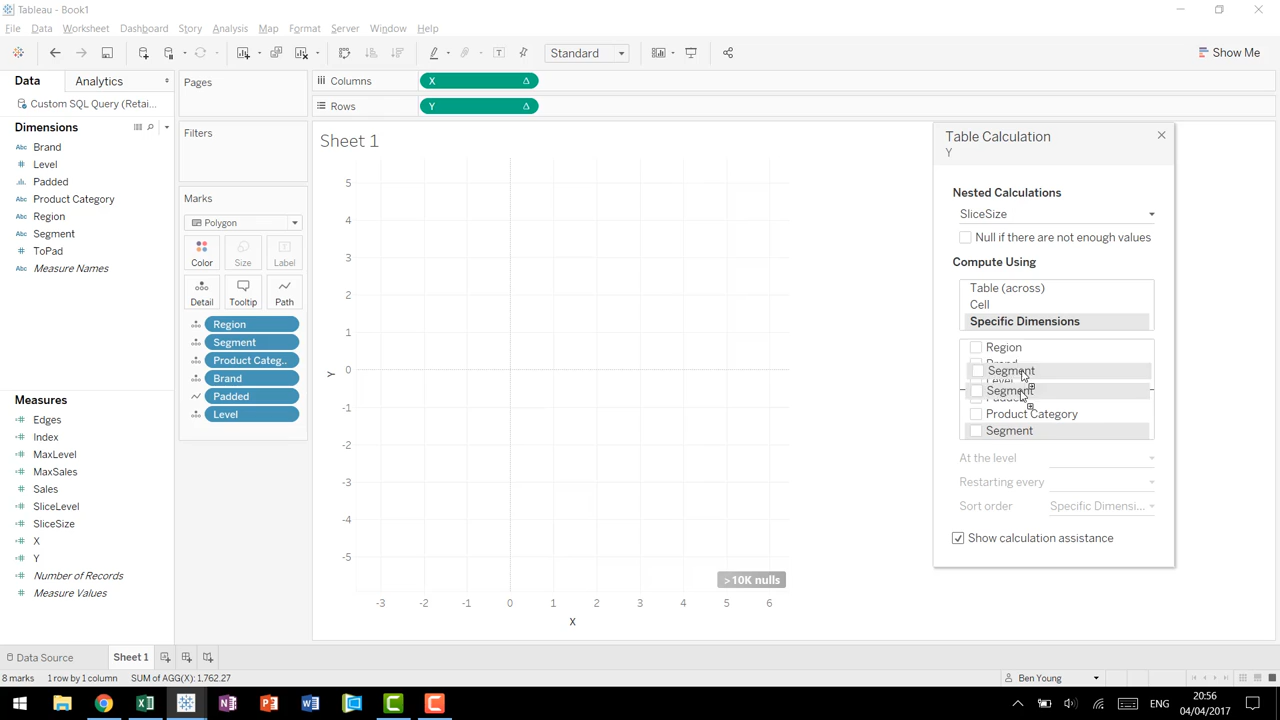 Tableau - Book1
File Data Worksheet Dashboard Story Analysis Map Format Server Window Help
Standard
Show Me
Data Analytics
Custom SQL Query (Retai...
Dimensions
Abc Brand
# Level
Padded
Abc Product Category
Abc Region
Abc Segment
# ToPad
Abc Measure Names
Measures
# Edges
# Index
# MaxLevel
# MaxSales
# Sales
# SliceLevel
# SliceSize
# X
# Y
# Number of Records
# Measure Values
Pages
Filters
Marks
Polygon
Color Size Label
Detail Tooltip Path
Region
Segment
Product Categ..
Brand
Padded
Level
Columns X Δ
Rows Y Δ
Sheet 1
5
4
3
2
1
0
-1
-2
-3
-4
-5
Y
-3 -2 -1 0 1 2 3 4 5 6
X
>10K nulls
Table Calculation
Y
Nested Calculations
SliceSize
Null if there are not enough values
Compute Using
Table (across)
Cell
Specific Dimensions
Region
Segment
Segment
Product Category
Segment
At the level
Restarting every
Sort order Specific Dimensi...
Show calculation assistance
Data Source Sheet 1
8 marks 1 row by 1 column SUM of AGG(X): 1,762.27
Ben Young
ENG
20:56
04/04/2017